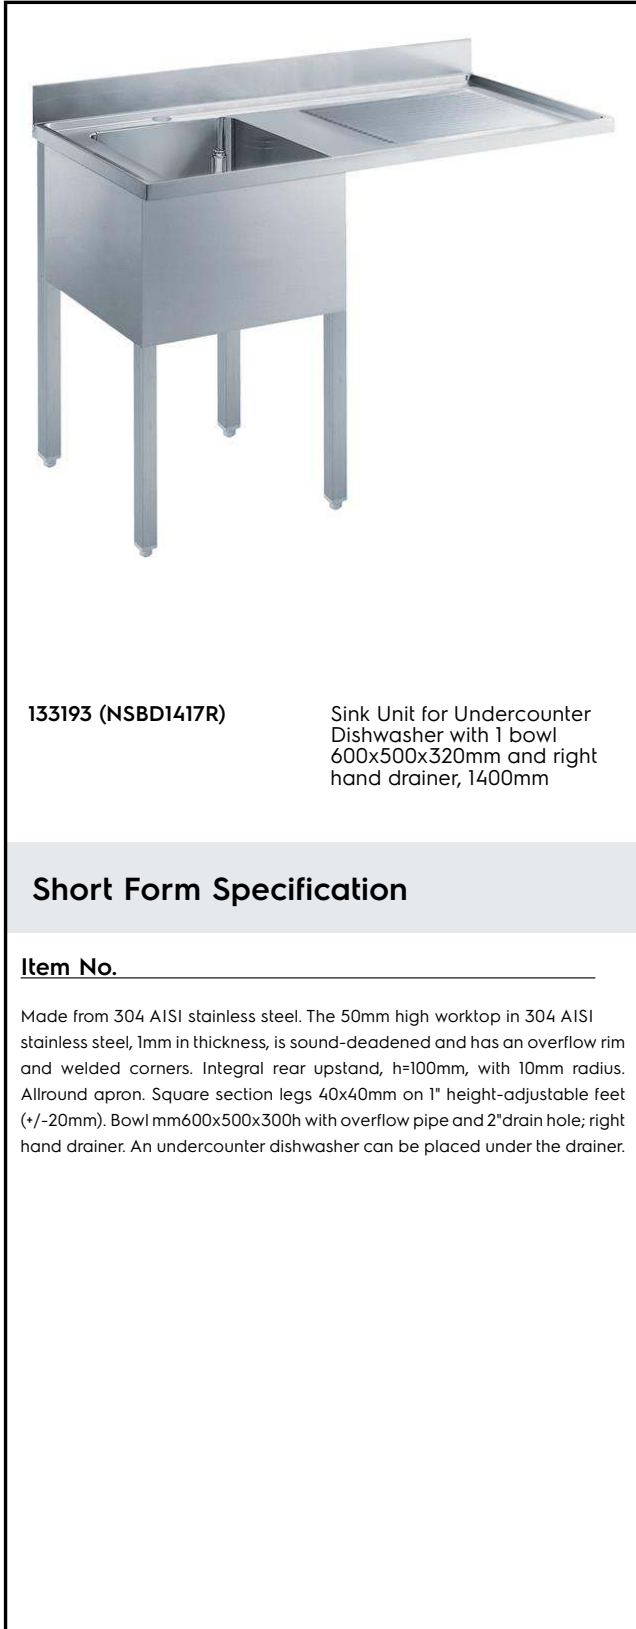 133193 (NSBD1417R)
Sink Unit for Undercounter
Dishwasher with 1 bowl
600x500x320mm and right
hand drainer, 1400mm
Short Form Specification
Item No.
Made from 304 AISI stainless steel. The 50mm high worktop in 304 AISI
stainless steel, 1mm in thickness, is sound-deadened and has an overflow rim
and welded corners. Integral rear upstand, h=100mm, with 10mm radius.
Allround apron. Square section legs 40x40mm on 1" height-adjustable feet
(+/-20mm). Bowl mm600x500x300h with overflow pipe and 2"drain hole; right
hand drainer. An undercounter dishwasher can be placed under the drainer.